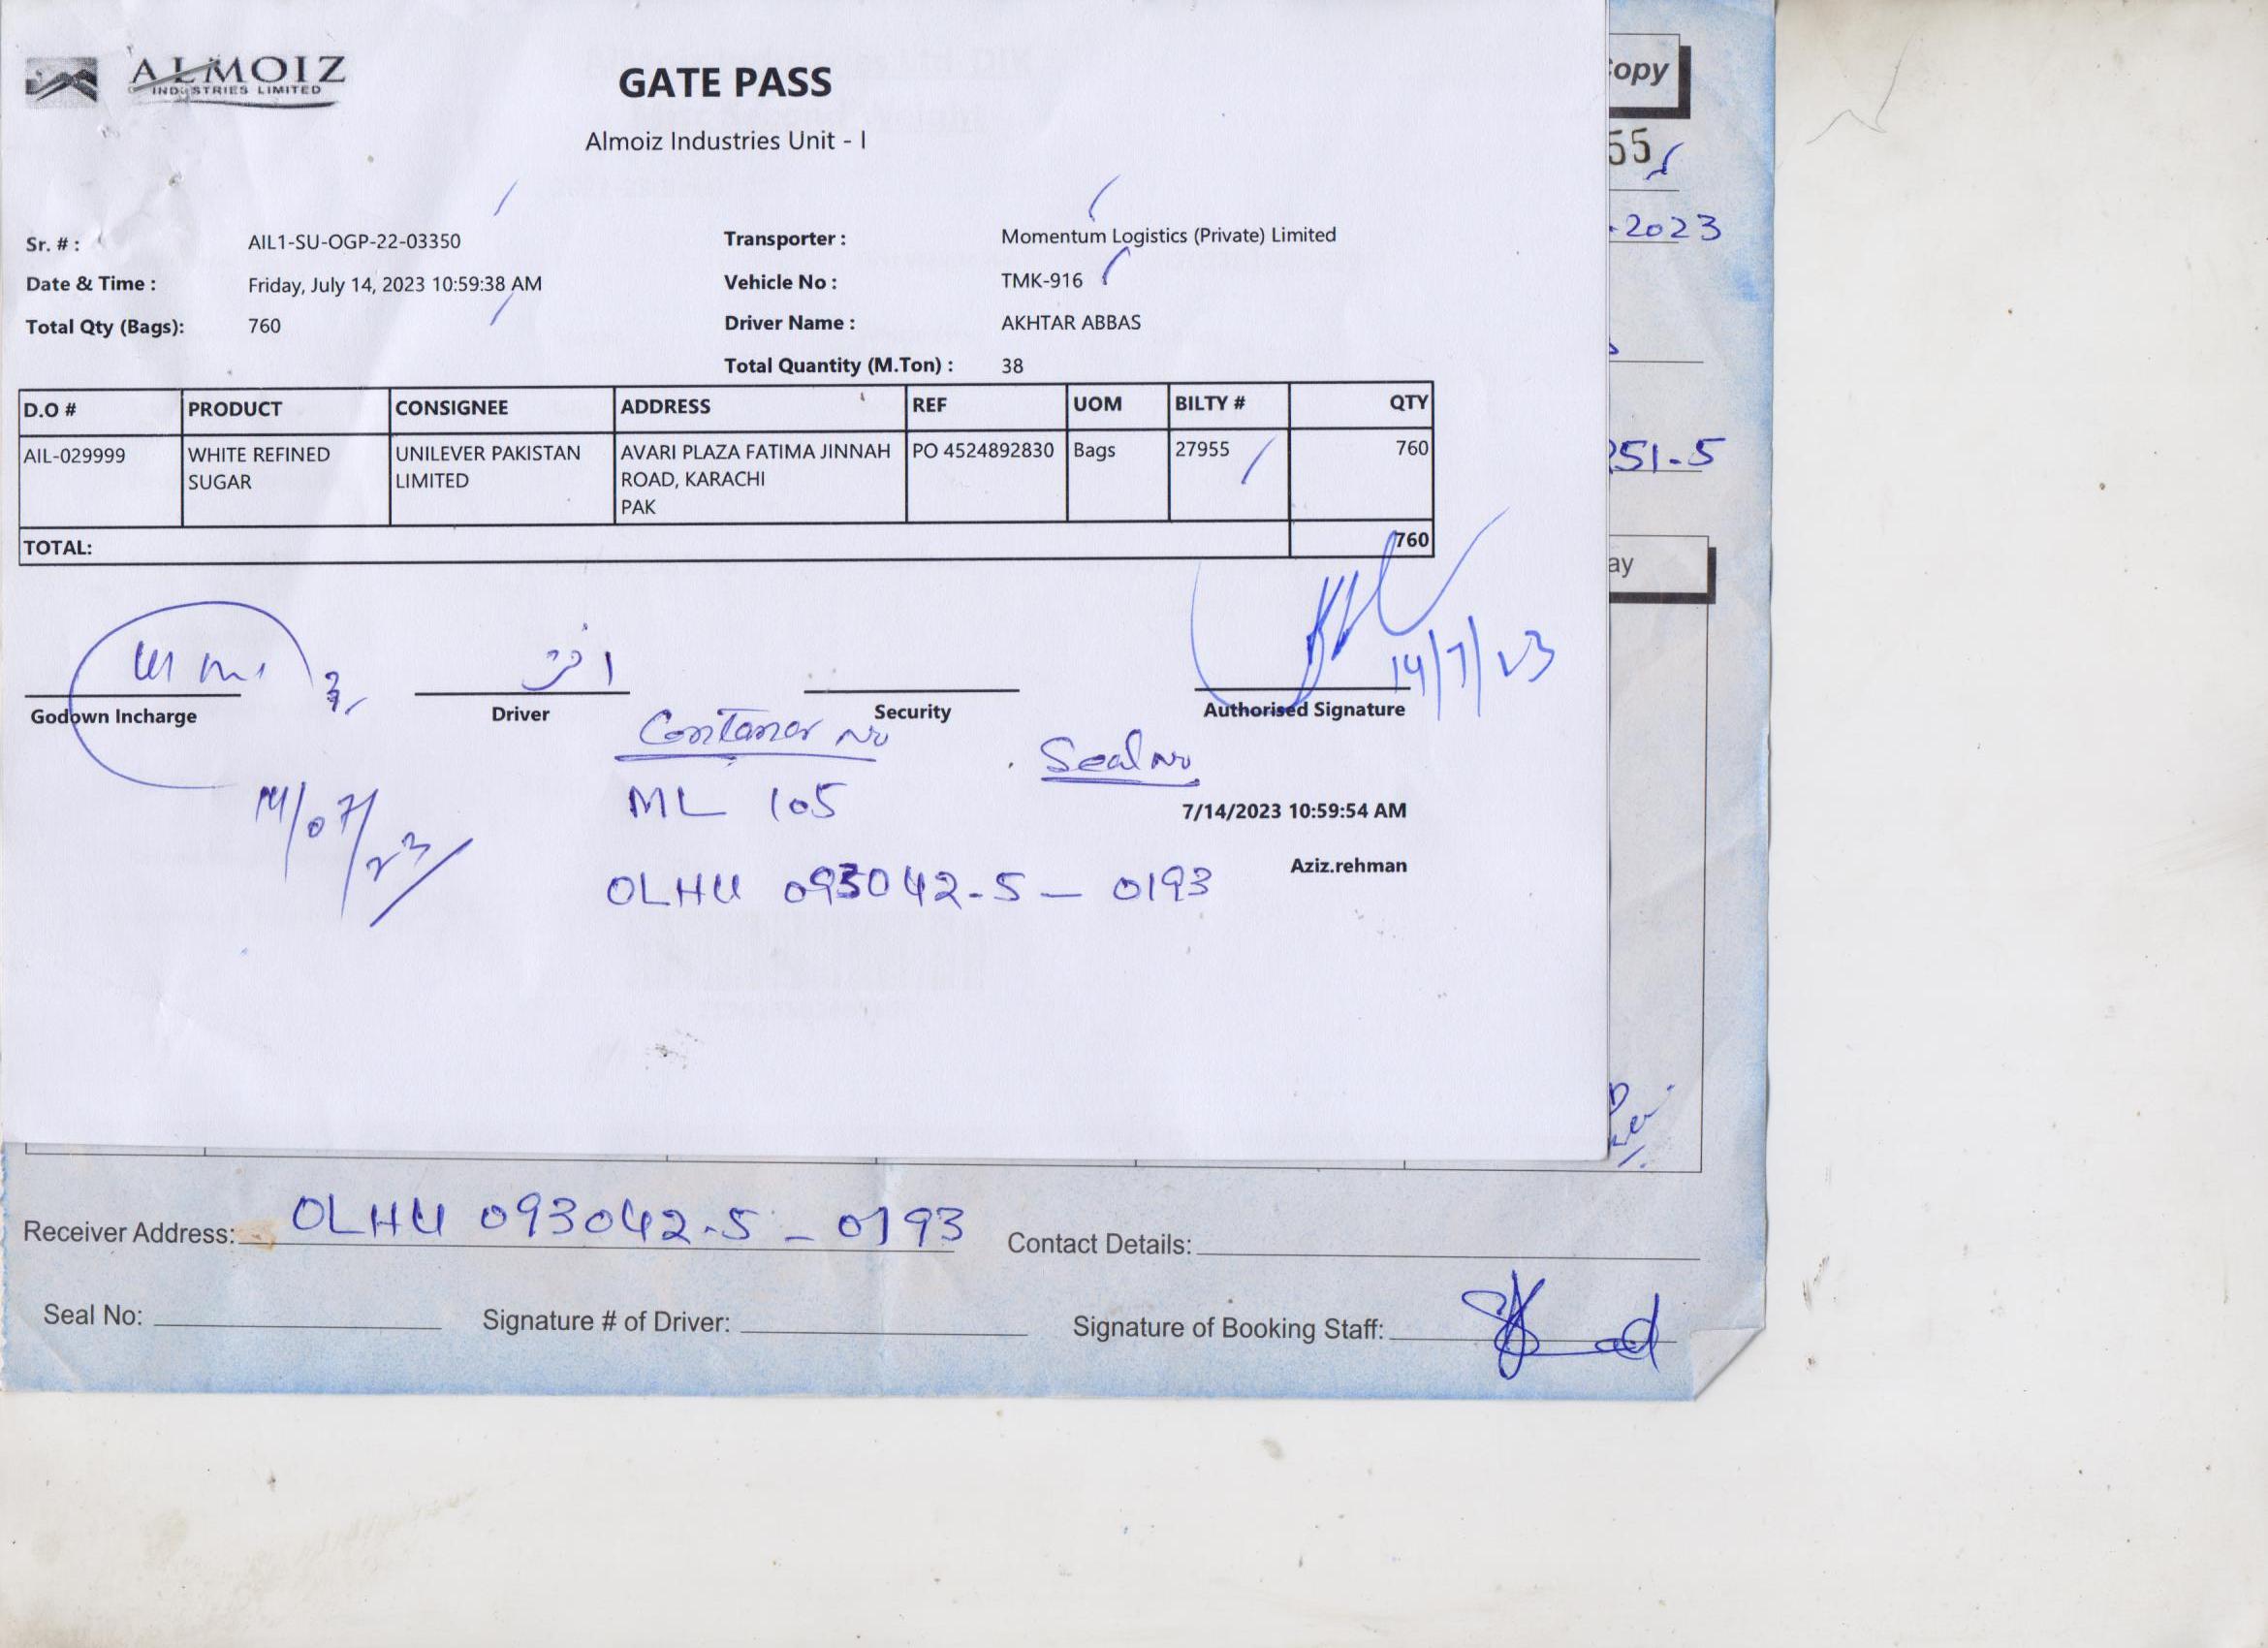 ALMOIZ
INDUSTRIES LIMITED
GATE PASS
Almoiz Industries Unit - I
Sr. # : AIL1-SU-OGP-22-03350
Transporter : Momentum Logistics (Private) Limited
Date & Time : Friday, July 14, 2023 10:59:38 AM
Vehicle No : TMK-916
Total Qty (Bags): 760
Driver Name : AKHTAR ABBAS
Total Quantity (M.Ton) : 38
D.O # PRODUCT CONSIGNEE ADDRESS REF UOM BILTY # QTY
AIL-029999 WHITE REFINED UNILEVER PAKISTAN AVARI PLAZA FATIMA JINNAH PO 4524892830 Bags 27955 760
SUGAR LIMITED ROAD, KARACHI
PAK
TOTAL: 760
14/7/23
Godown Incharge Driver Security Authorised Signature
Contaner No Seal No
14/07/23
ML 105
7/14/2023 10:59:54 AM
Aziz.rehman
OLHU 093042-5 - 0193
opy
55
-2023
251-5
ay
Receiver Address: OLHU 093042-5 - 0193 Contact Details:
Seal No: Signature # of Driver: Signature of Booking Staff: